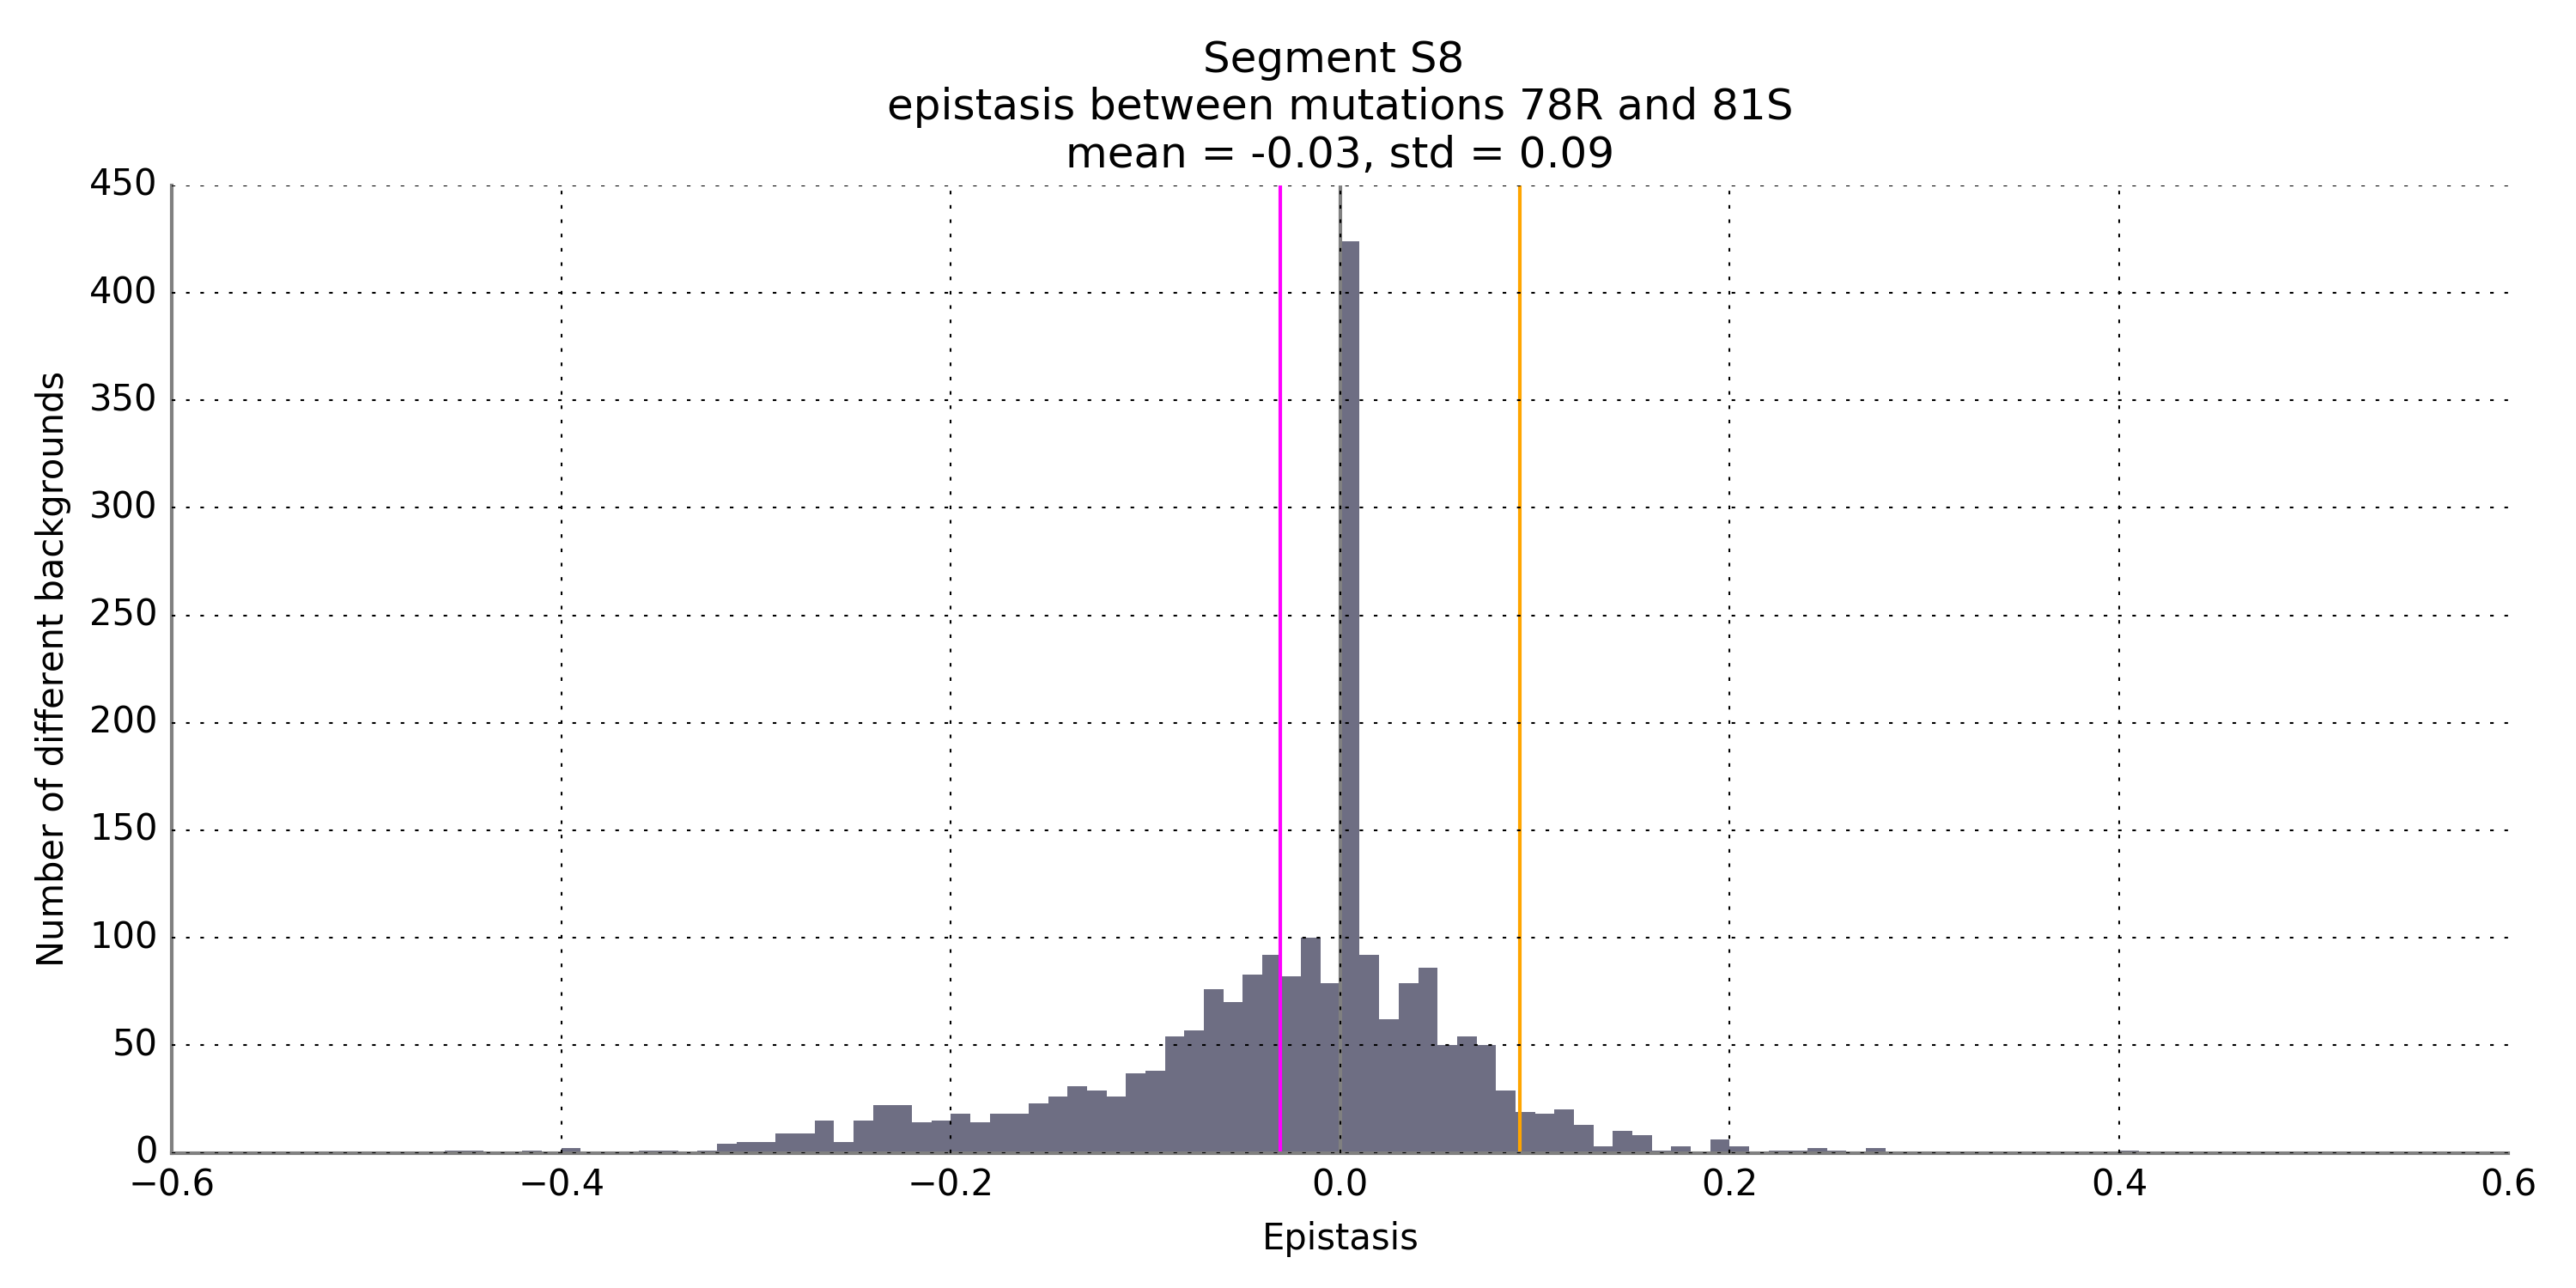 Segment S8
epistasis between mutations 78R and 81S
mean = -0.03, std = 0.09
450
400
350
300
250
200
150
100
50
0
Number of different backgrounds
−0.6 −0.4 −0.2 0.0 0.2 0.4 0.6
Epistasis